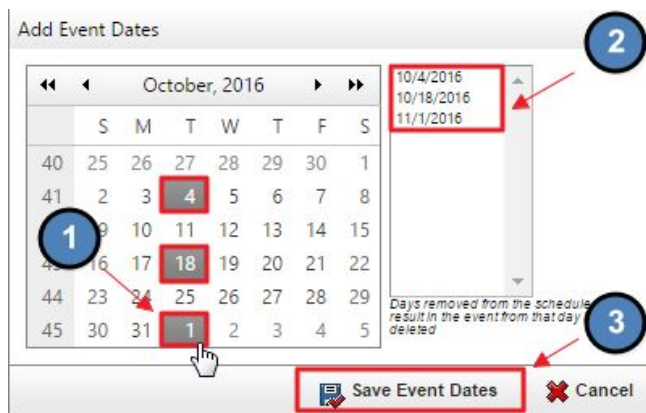 Add Event Dates
2
October, 2016
10/4/2016
10/18/2016
11/1/2016
S M T W T F S
40 25 26 27 28 29 30 1
41 2 3 4 5 6 7 8
1 9 10 11 12 13 14 15
16 17 18 19 20 21 22
44 23 24 25 26 27 28 29
45 30 31 1 2 3 4 5
Days removed from the schedule
result in the event from that day
deleted
3
Save Event Dates
Cancel